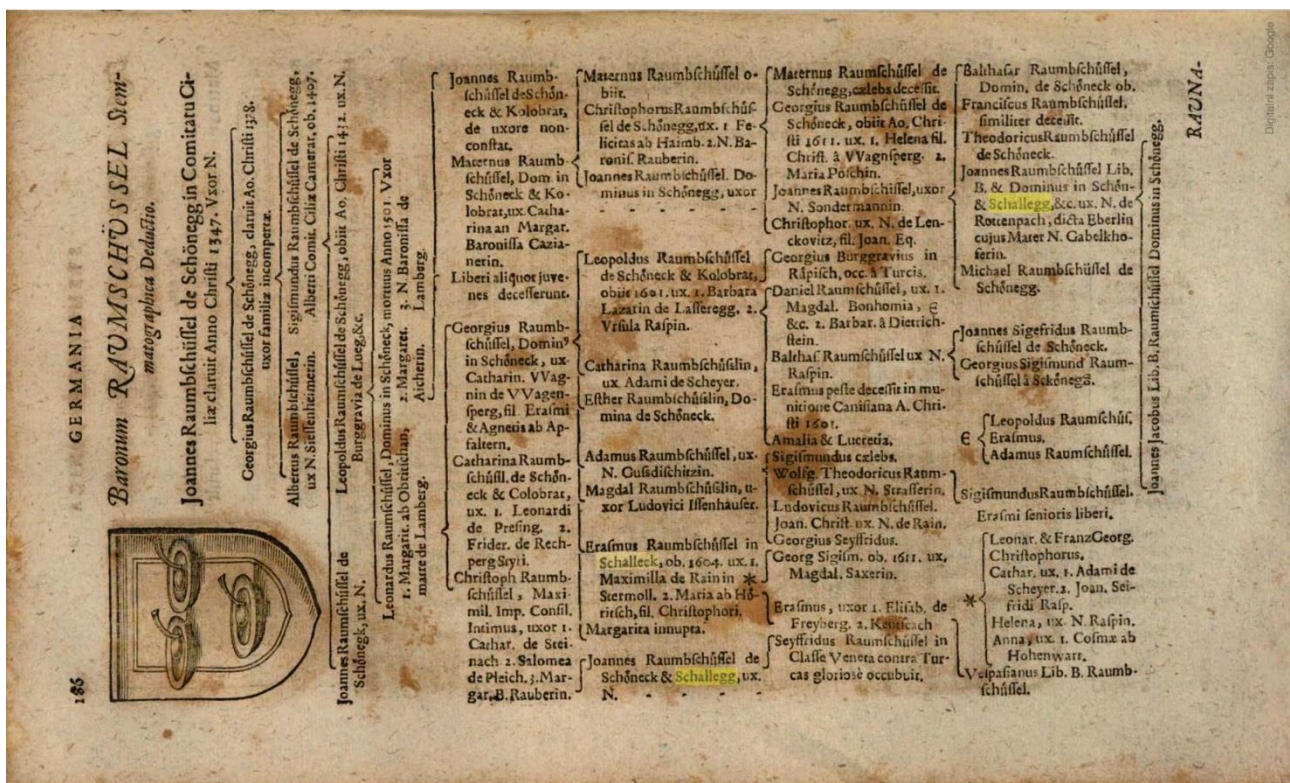 186
GERMANIA
Baronum RAUMSCHÜSSEL Stem-
matographica Deductio.
Joannes Raumbschüssel de Schönegg in Comitatu Ci-
liæ claruit Anno Christi 1347. Vxor N.
Georgius Raumbschüssel de Schönegg, claruit Ao. Christi 1378.
uxor familiæ incompertæ.
Albertus Raumbschüssel,
ux N. Sieffenheimerin.
Sigismundus Raumbschüssel de Schönegg,
Alberti Comit. Ciliæ Camerar. ob. 1407.
Joannes Raumschüssel de
Schönegk, ux. N.
Leopoldus Raumschüssel de Schönegg, obiit Ao. Christi 1432. ux. N.
Burggravia de Lueg, &c.
Leonardus Raumschüssel, Dominus in Schöneck, mortuus Anno 1501 Vxor
1. Margarit. ab Obritschan,
matre de Lamberg.
2. Margaret.
Aicherin.
3. N. Baronissa de
Lamberg.
Joannes Raumb-
schüssel de Schön-
eck & Kolobrat,
de uxore non-
constat.
Maternus Raumb-
schüssel, Dom. in
Schöneck & Ko-
lobrat, ux. Catha-
rina an Margar.
Baronissa Cazia-
nerin.
Liberi aliquot juve-
nes decesserunt.
Georgius Raumb-
schüssel, Domin9
in Schöneck, ux.
Catharin. VVag-
nin de VVagen-
sperg, fil. Erasmi
& Agnetis ab Ap-
faltern.
Catharina Raumb-
schüssl. de Schön-
eck & Colobrat,
ux. 1. Leonardi
de Presing. 2.
Frider. de Rech-
perg Styri.
Christoph Raumb-
schüssel, Maxi-
mil. Imp. Consil.
Intimus, uxor 1.
Cathar. de Stei-
nach 2. Salomea
de Pleich. 3. Mar-
gar. B. Rauberin.
Maternus Raumbschüssel o-
biit.
Christophorus Raumbschüs-
sel de Schönegg, ux. 1 Fe-
licitas ab Haimb. 2. N. Ba-
ronis. Rauberin.
Joannes Raumbschüssel. Do-
minus in Schönegg, uxor
- - - - -
Leopoldus Raumbschüssel
de Schöneck & Kolobrat,
obiit 1601. ux. 1. Barbara
Lazarin de Lasseregg. 2.
Vrsula Raspin.
Catharina Raumbschüsslin,
ux. Adami de Scheyer.
Esther Raumbschüsslin, Do-
mina de Schöneck.
Adamus Raumbschüssel, ux.
N. Gusidischitzin.
Magdal Raumbschüsslin, u-
xor Ludovici Issenhauser.
Erasmus Raumbschüssel in
Schalleck, ob. 1604. ux. 1.
Maximilla de Rain in *
Stermoll. 2. Maria ab Hö-
ritsch, fil. Christophori.
Margarita innupta.
Joannes Raumbschüssel de
Schöneck & Schallegg, ux.
N. - - - -
Maternus Raumschüssel de
Schönegg, cælebs decessit.
Georgius Raumbschüssel de
Schöneck, obiit Ao. Chri-
sti 1611. ux. 1. Helena fil.
Christ. à VVagnsperg. 2.
Maria Poschin.
Joannes Raumbschissel, uxor
N. Sondermannin.
Christophor. ux. N. de Len-
ckovitz, fil. Joan. Eq.
Georgius Burggravius in
Räpisch, occ. à Turcis.
Daniel Raumbschüssel, ux. 1.
Magdal. Bonhomia, ∈
&c. 2. Barbar. à Dietrich-
stein.
Balthas. Raumbschüssel ux N.
Raspin.
Erasmus peste decessit in mu-
nitione Canisiana A. Chri-
sti 1601.
Amalia & Lucretia.
Sigismundus cælebs.
Wolfg. Theodoricus Raum-
schüssel, ux N. Strasserin.
Ludovicus Raumbschüssel.
Joan. Christ. ux. N. de Rain.
Georgius Seyffridus.
Georg Sigism. ob. 1611. ux,
Magdal. Saxerin.
Erasmus, uxor 1. Elisab. de
Freyberg. 2. Keutscach
Seyffridus Raumschüssel in
Classe Veneta contra Tur-
cas gloriosè occubuit.
Balthasar Raumbschüssel,
Domin. de Schöneck ob.
Franciscus Raumbschüssel.
similiter decessit.
Theodoricus Raumbschüssel
de Schöneck.
Joannes Raumbschüssel Lib.
B. & Dominus in Schön-
& Schallegg, &c. ux. N. de
Rottenpach, dicta Eberlin
cujus Mater N. Gabelkho-
ferin.
Michael Raumbschüssel de
Schönegg.
Joannes Sigefridus Raumb-
schüssel de Schöneck.
Georgius Sigismund Raum-
schüssel à Schönegg.
∈ Leopoldus Raumschüs.
Erasmus.
Adamus Raumschüssel.
Sigismundus Raumbschüssel.
Erasmi senioris liberi.
* Leonar. & Franz Georg.
Christophorus,
Cathar. ux. 1. Adami de
Scheyer. 2. Joan. Sei-
fridi Rasp.
Helena, ux. N. Raspin.
Anna, ux. 1. Cosmæ ab
Hohenwart.
Vespasianus Lib. B. Raumb-
schüssel.
Joannes Jacobus Lib. B. Raumschüssel Dominus in Schönegg.
RAUNA-
Digitalni zapis: Google